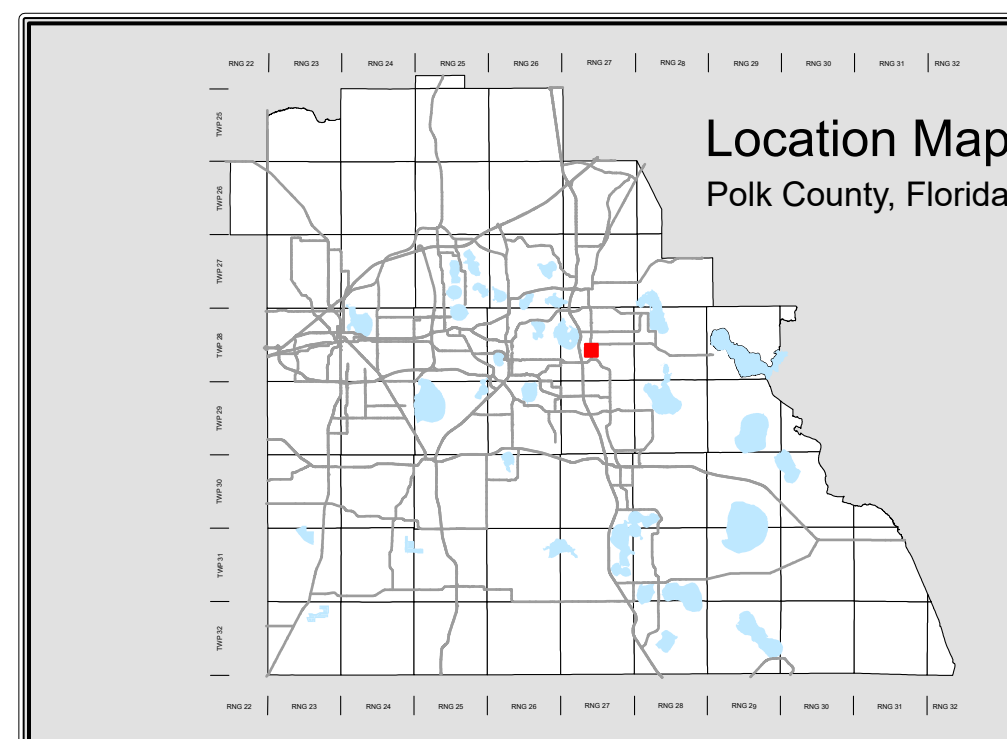 RNG 22 RNG 23 RNG 24 RNG 25 RNG 26 RNG 27 RNG 28 RNG 29 RNG 30 RNG 31 RNG 32
Location Map
Polk County, Florida
TWP 25
TWP 26
TWP 27
TWP 28
TWP 29
TWP 30
TWP 31
TWP 32
RNG 22 RNG 23 RNG 24 RNG 25 RNG 26 RNG 27 RNG 28 RNG 29 RNG 30 RNG 31 RNG 32